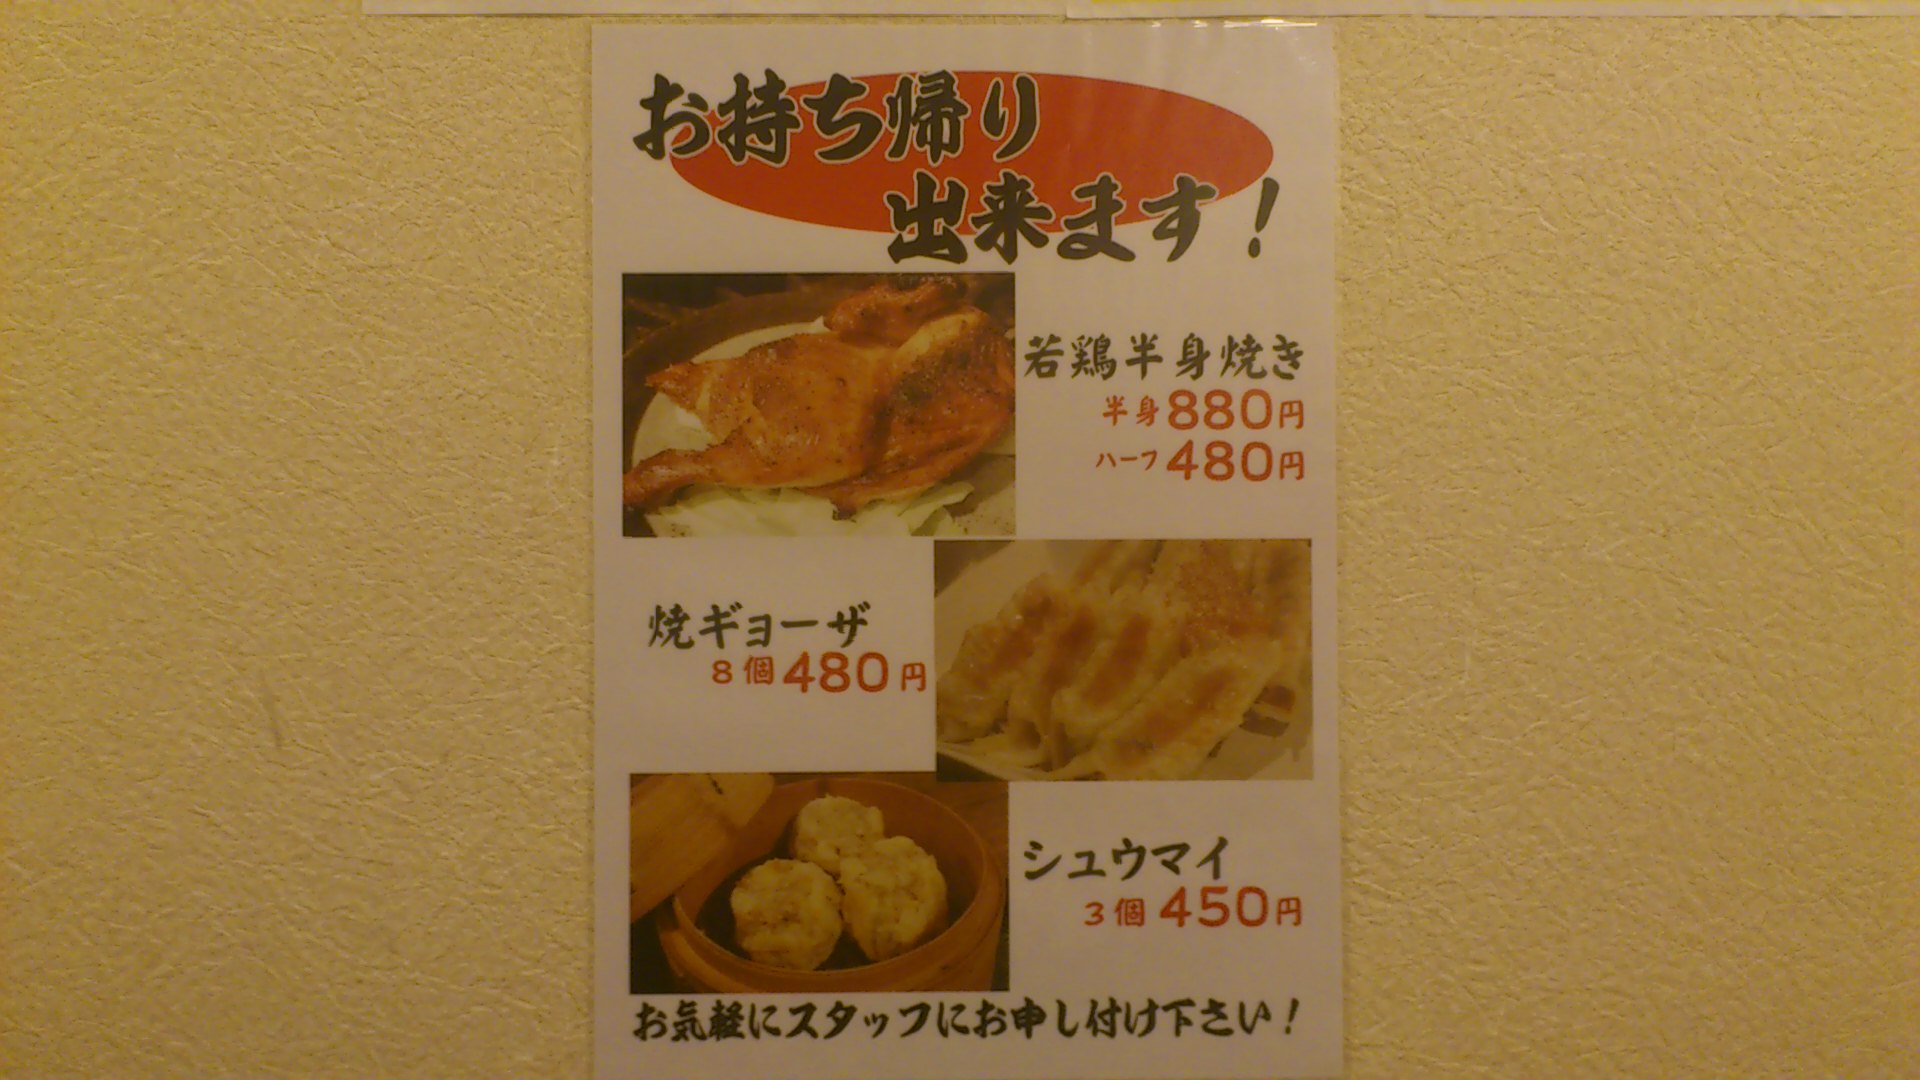 お持ち帰り
出来ます！
若鶏半身焼き
半身880円
ハーフ480円
焼ギョーザ
8個480円
シュウマイ
3個450円
お気軽にスタッフにお申し付け下さい！